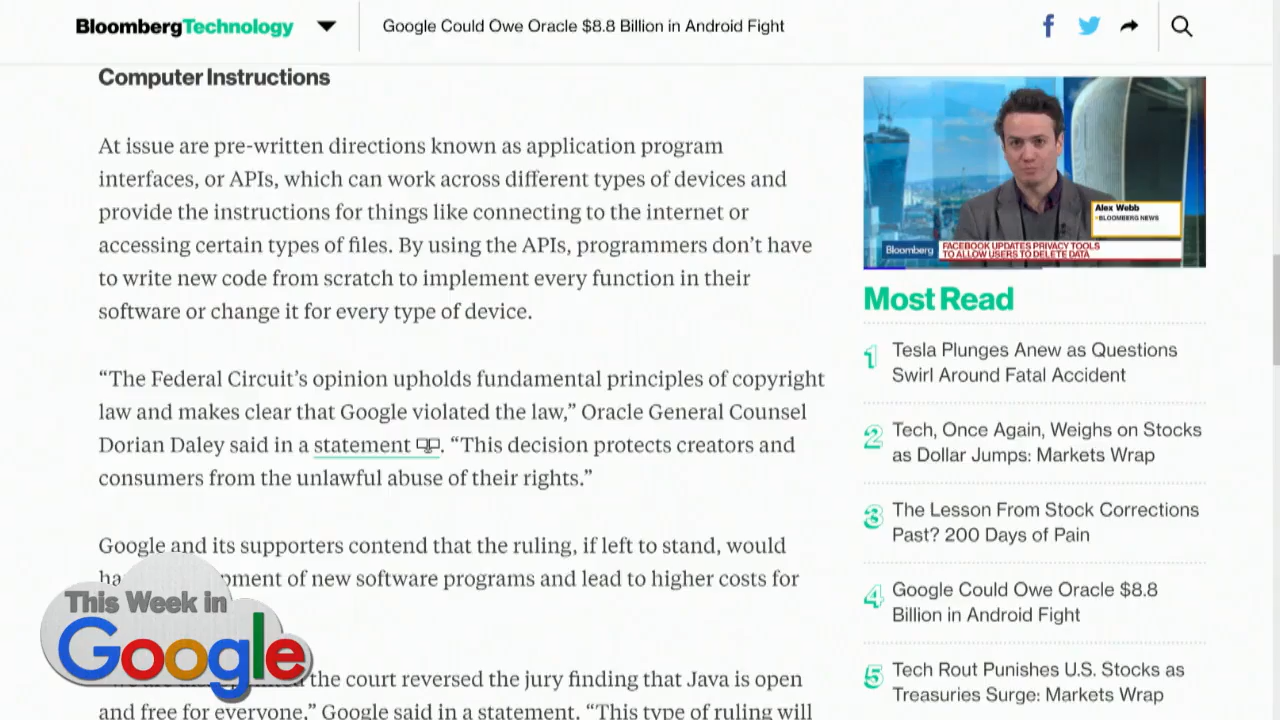 BloombergTechnology
Google Could Owe Oracle $8.8 Billion in Android Fight
Computer Instructions
At issue are pre-written directions known as application program
interfaces, or APIs, which can work across different types of devices and
provide the instructions for things like connecting to the internet or
accessing certain types of files. By using the APIs, programmers don’t have
to write new code from scratch to implement every function in their
software or change it for every type of device.
“The Federal Circuit’s opinion upholds fundamental principles of copyright
law and makes clear that Google violated the law,” Oracle General Counsel
Dorian Daley said in a statement. “This decision protects creators and
consumers from the unlawful abuse of their rights.”
Google and its supporters contend that the ruling, if left to stand, would
of new software programs and lead to higher costs for
the court reversed the jury finding that Java is open
and free for everyone,” Google said in a statement. “This type of ruling will
This Week in
Google
Alex Webb
BLOOMBERG NEWS
Bloomberg
FACEBOOK UPDATES PRIVACY TOOLS
TO ALLOW USERS TO DELETE DATA
Most Read
1 Tesla Plunges Anew as Questions
Swirl Around Fatal Accident
2 Tech, Once Again, Weighs on Stocks
as Dollar Jumps: Markets Wrap
3 The Lesson From Stock Corrections
Past? 200 Days of Pain
4 Google Could Owe Oracle $8.8
Billion in Android Fight
5 Tech Rout Punishes U.S. Stocks as
Treasuries Surge: Markets Wrap